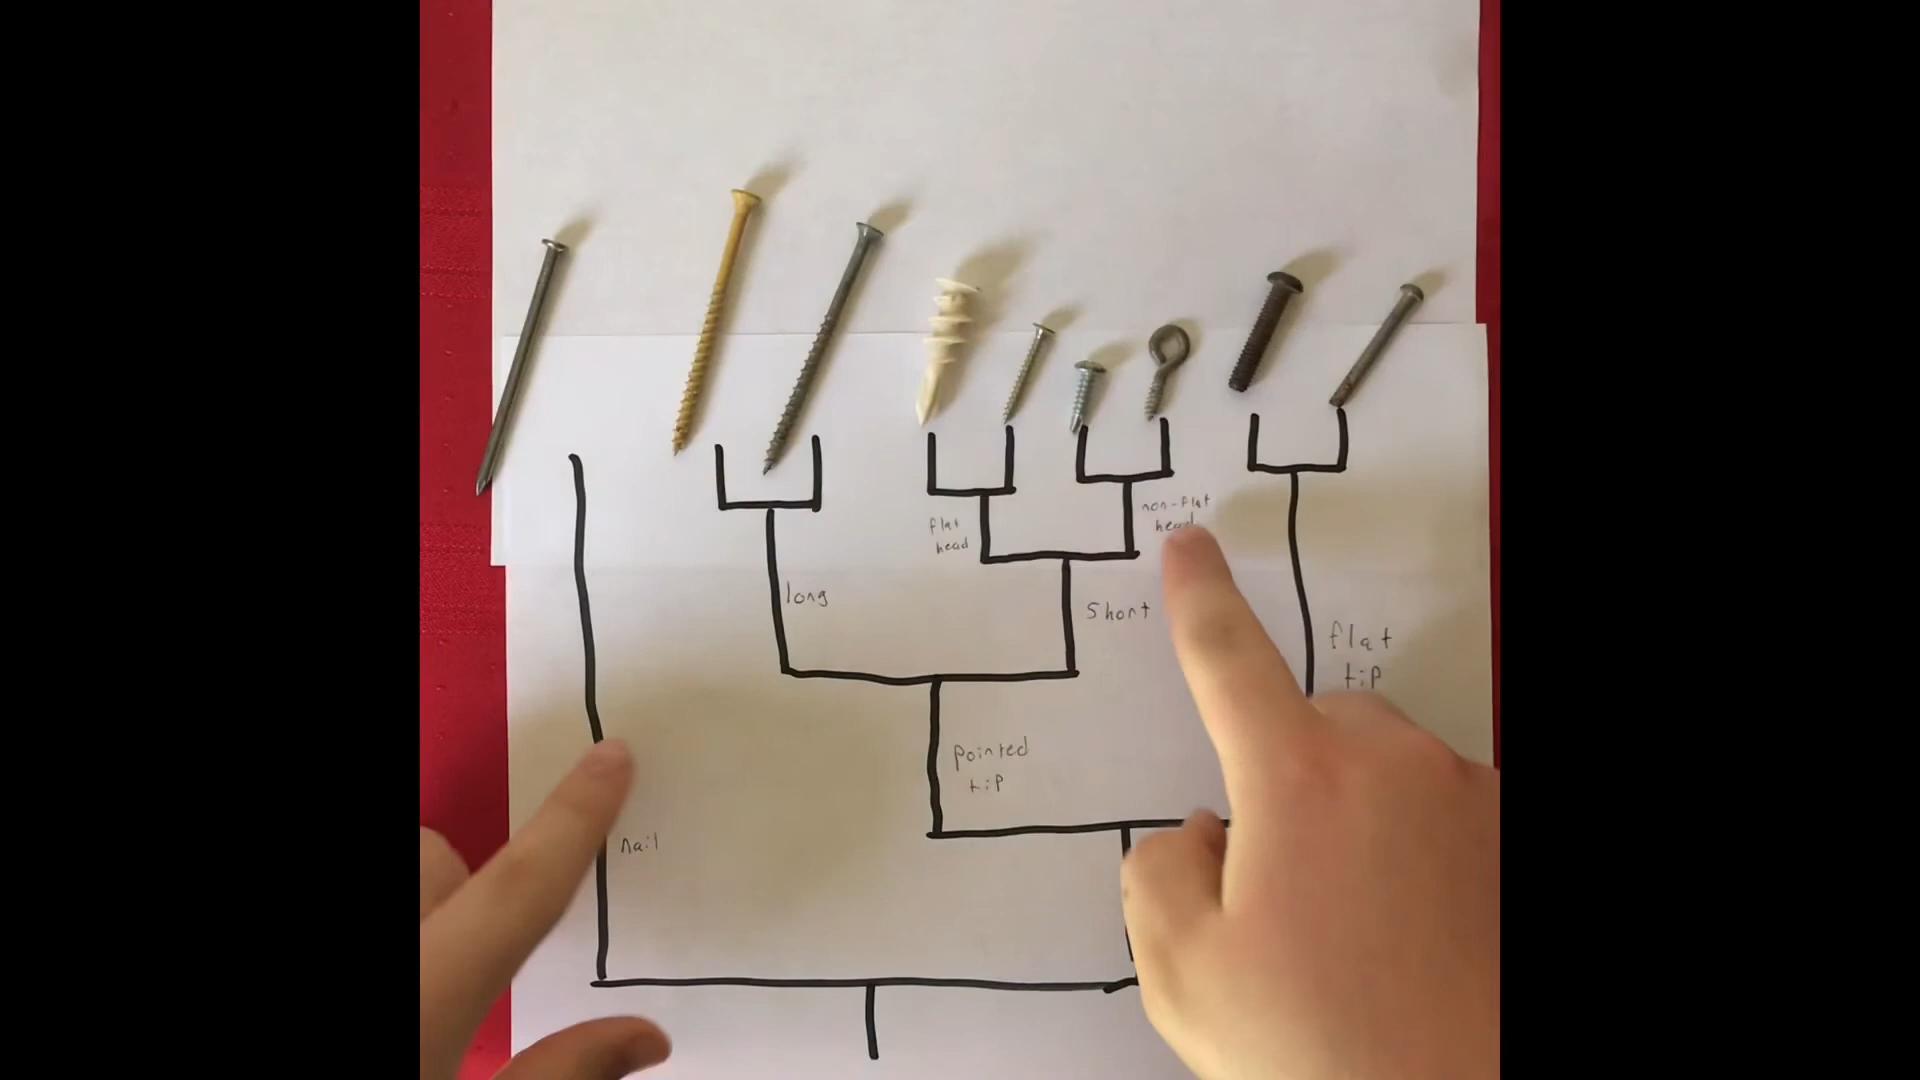 non-flat
head
flat
head
long
Short
flat
tip
pointed
tip
nail